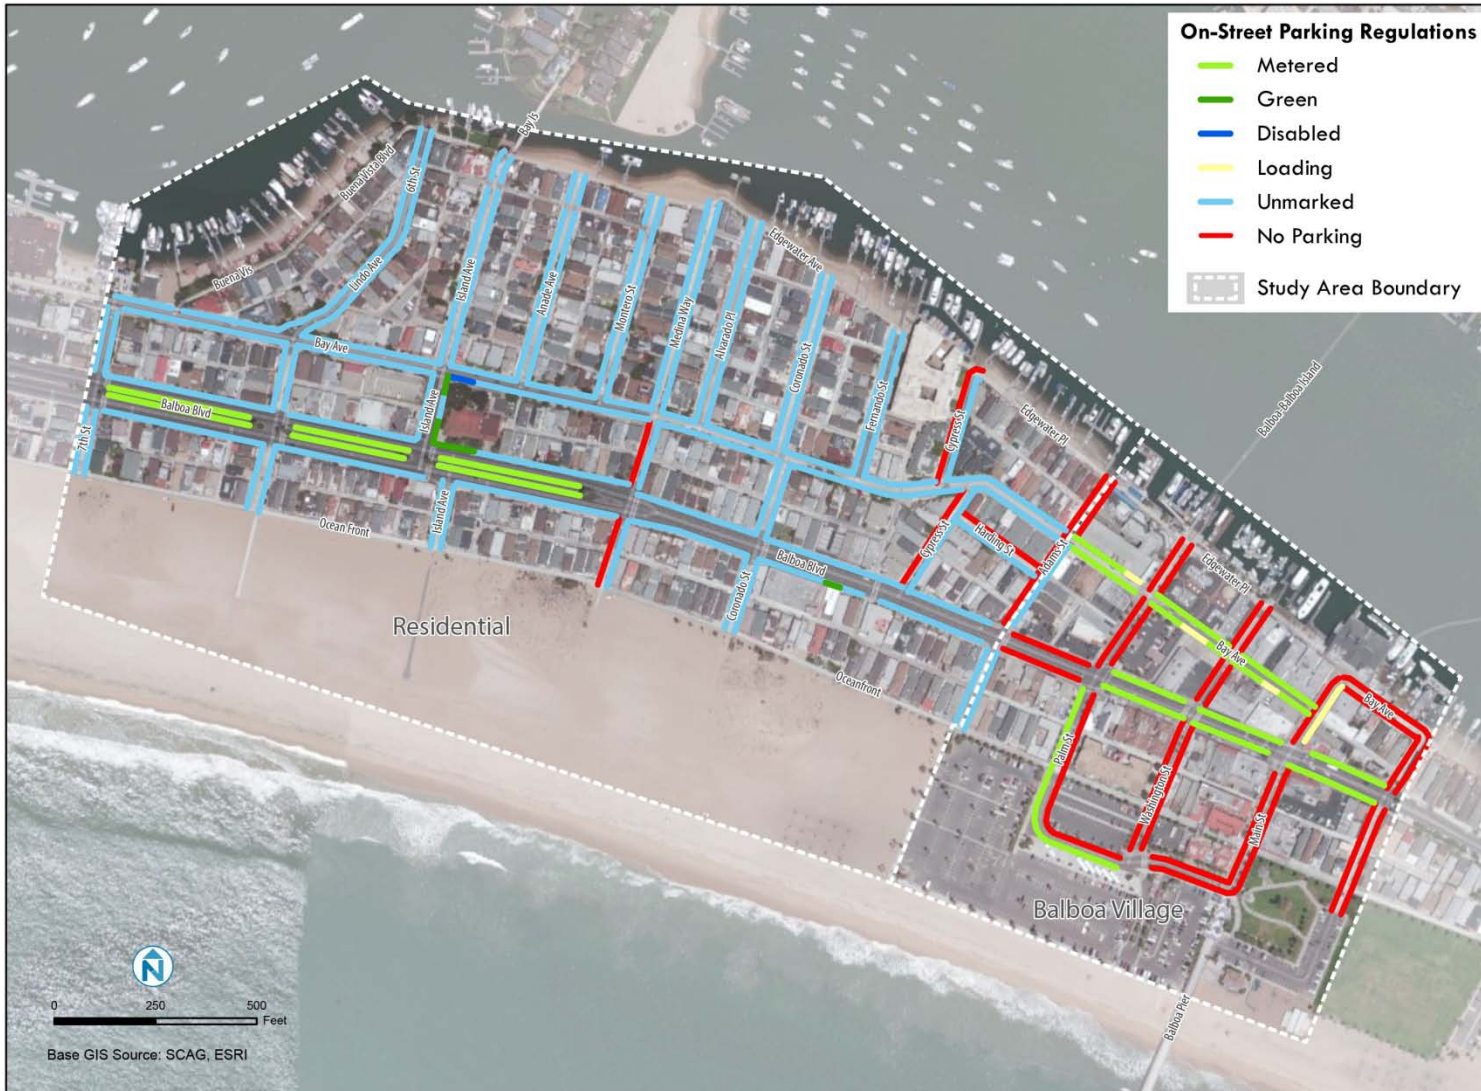 On-Street Parking Regulations
Metered
Green
Disabled
Loading
Unmarked
No Parking
Study Area Boundary
Bay Is
Buena Vista Blvd
6th St
Buena Vis
Lindo Ave
Island Ave
Anade Ave
Montero St
Medina Way
Alvarado Pl
Edgewater Ave
Coronado St
Fernando St
Bay Ave
Balboa Blvd
7th St
Island Ave
Island Ave
Ocean Front
Cypress St
Edgewater Pl
Balboa-Balboa Island
Cypress St
Harding St
Adams St
Balboa Blvd
Coronado St
Oceanfront
Edgewater Pl
Bay Ave
Bay Ave
Palm St
Washington St
Main St
Residential
Balboa Village
Balboa Pier
N
0 250 500
Feet
Base GIS Source: SCAG, ESRI